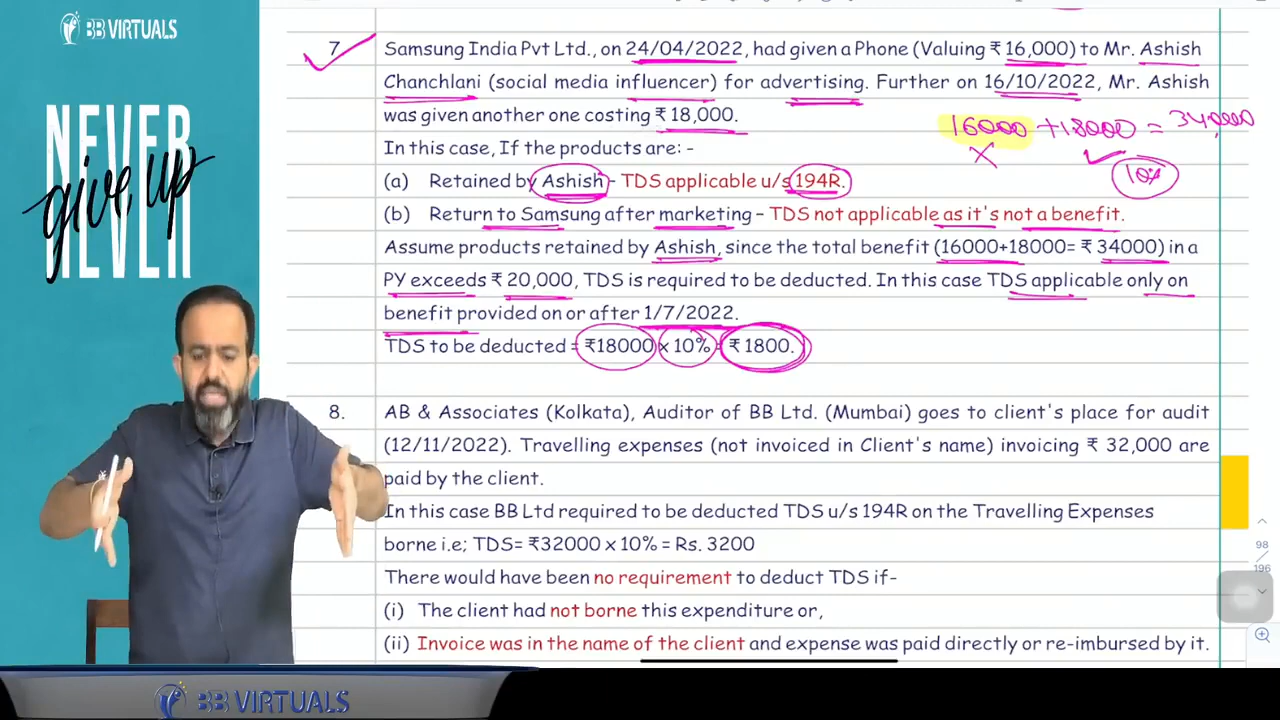 BB VIRTUALS
NEVER
give up
NEVER
7 Samsung India Pvt Ltd., on 24/04/2022, had given a Phone (Valuing ₹ 16,000) to Mr. Ashish
Chanchlani (social media influencer) for advertising. Further on 16/10/2022, Mr. Ashish
was given another one costing ₹ 18,000.
16000 + 18000 = 34,000
In this case, If the products are: -
(a) Retained by Ashish - TDS applicable u/s 194R.
10%
(b) Return to Samsung after marketing – TDS not applicable as it's not a benefit.
Assume products retained by Ashish, since the total benefit (16000+18000= ₹ 34000) in a
PY exceeds ₹ 20,000, TDS is required to be deducted. In this case TDS applicable only on
benefit provided on or after 1/7/2022.
TDS to be deducted = ₹18000 x 10% = ₹ 1800.
8. AB & Associates (Kolkata), Auditor of BB Ltd. (Mumbai) goes to client's place for audit
(12/11/2022). Travelling expenses (not invoiced in Client's name) invoicing ₹ 32,000 are
paid by the client.
In this case BB Ltd required to be deducted TDS u/s 194R on the Travelling Expenses
borne i.e; TDS= ₹32000 x 10% = Rs. 3200
There would have been no requirement to deduct TDS if-
(i) The client had not borne this expenditure or,
(ii) Invoice was in the name of the client and expense was paid directly or re-imbursed by it.
98
196
BB VIRTUALS